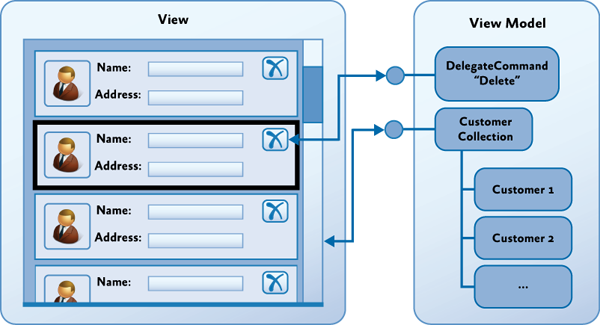 View
Name:
Address:
Name:
Address:
Name:
Address:
Name:
View Model
DelegateCommand
“Delete”
Customer
Collection
Customer 1
Customer 2
...